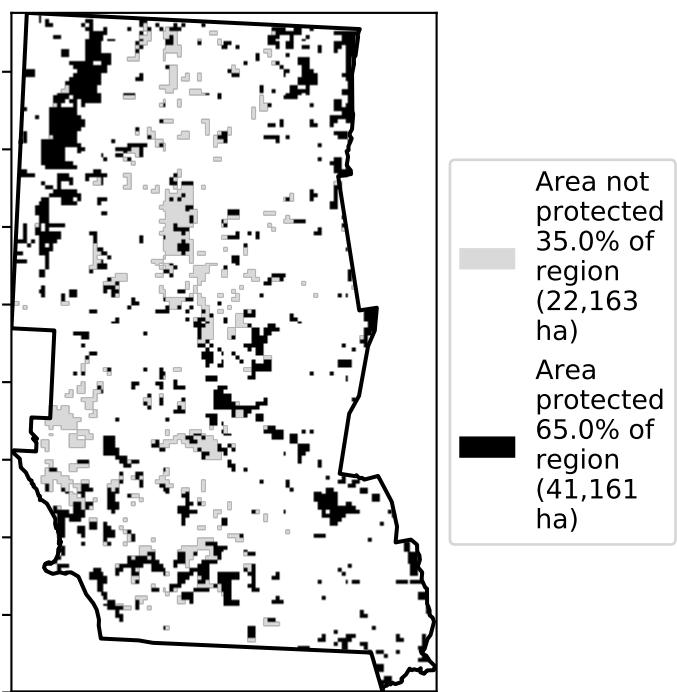 Area not
protected
35.0% of
region
(22,163
ha)
Area
protected
65.0% of
region
(41,161
ha)